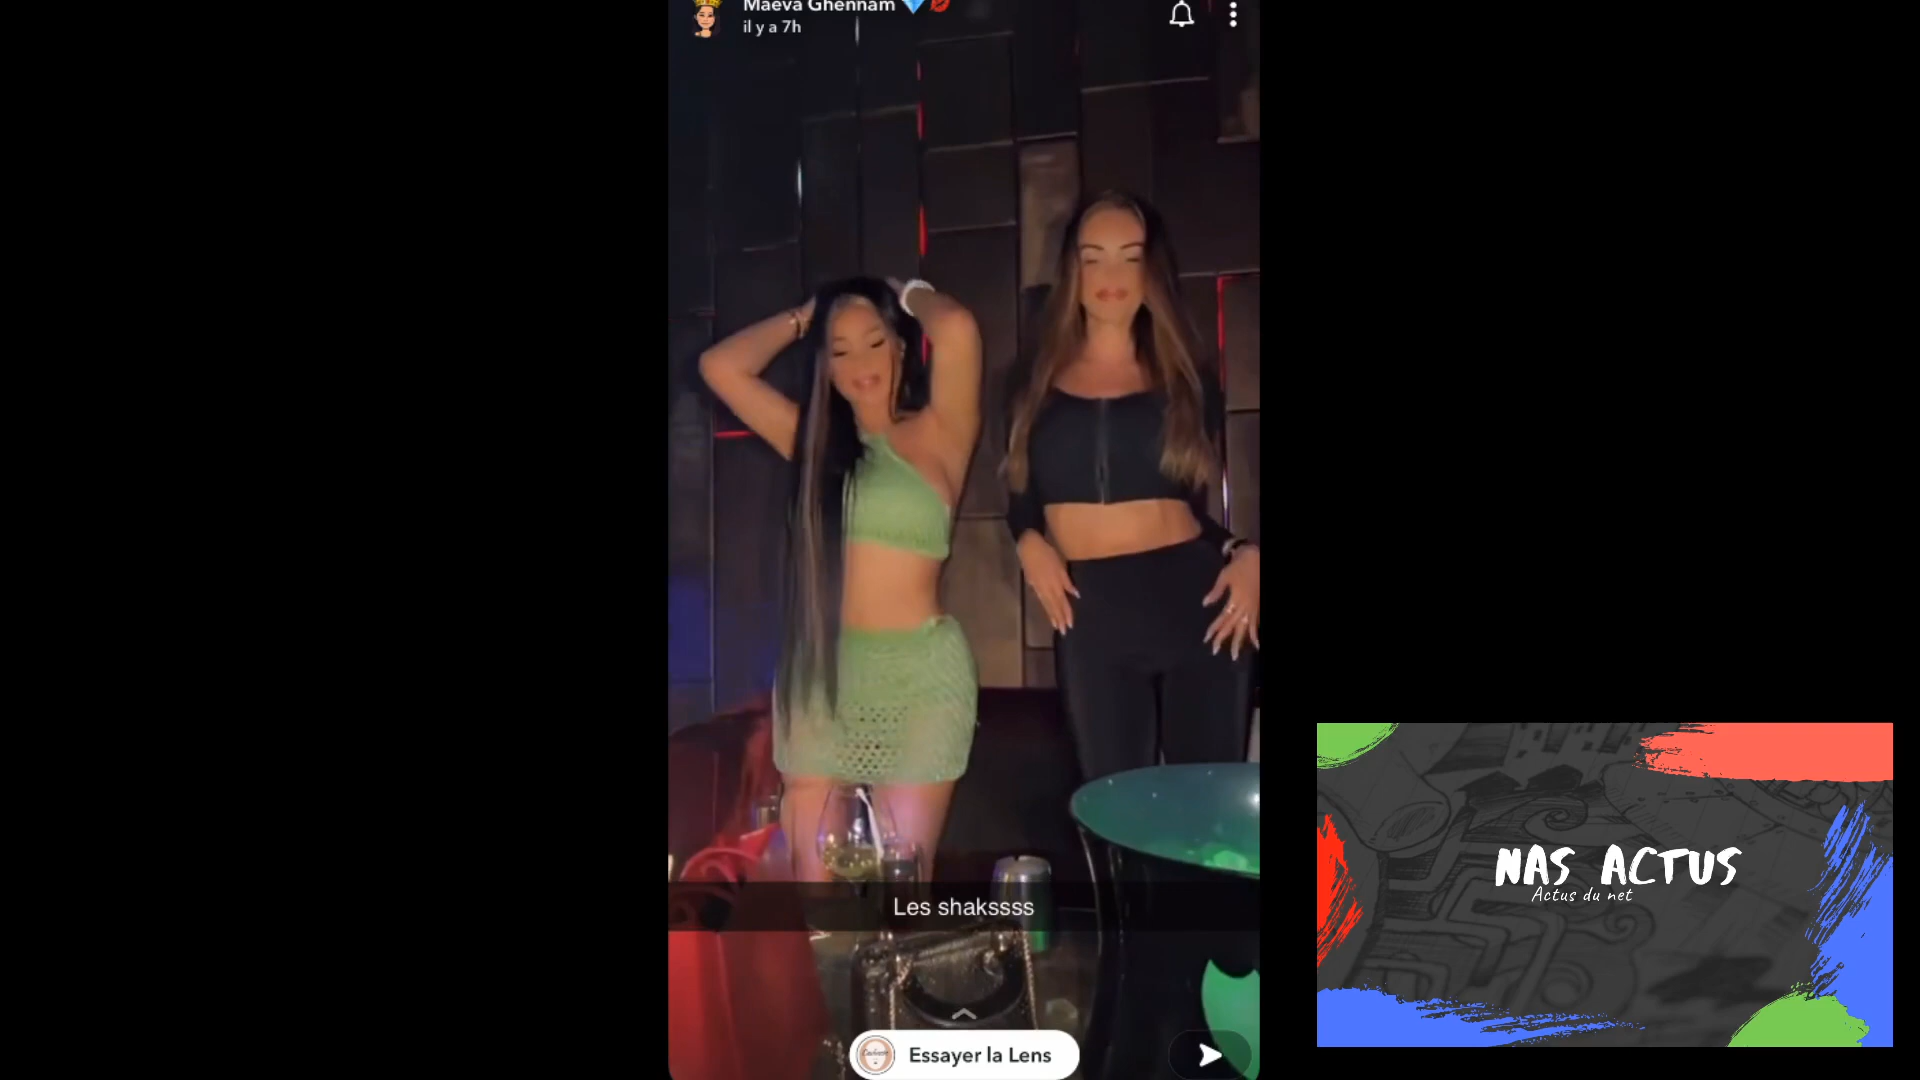 Maeva Ghennam
il y a 7h
Les shakssss
Essayer la Lens
NAS ACTUS
Actus du net